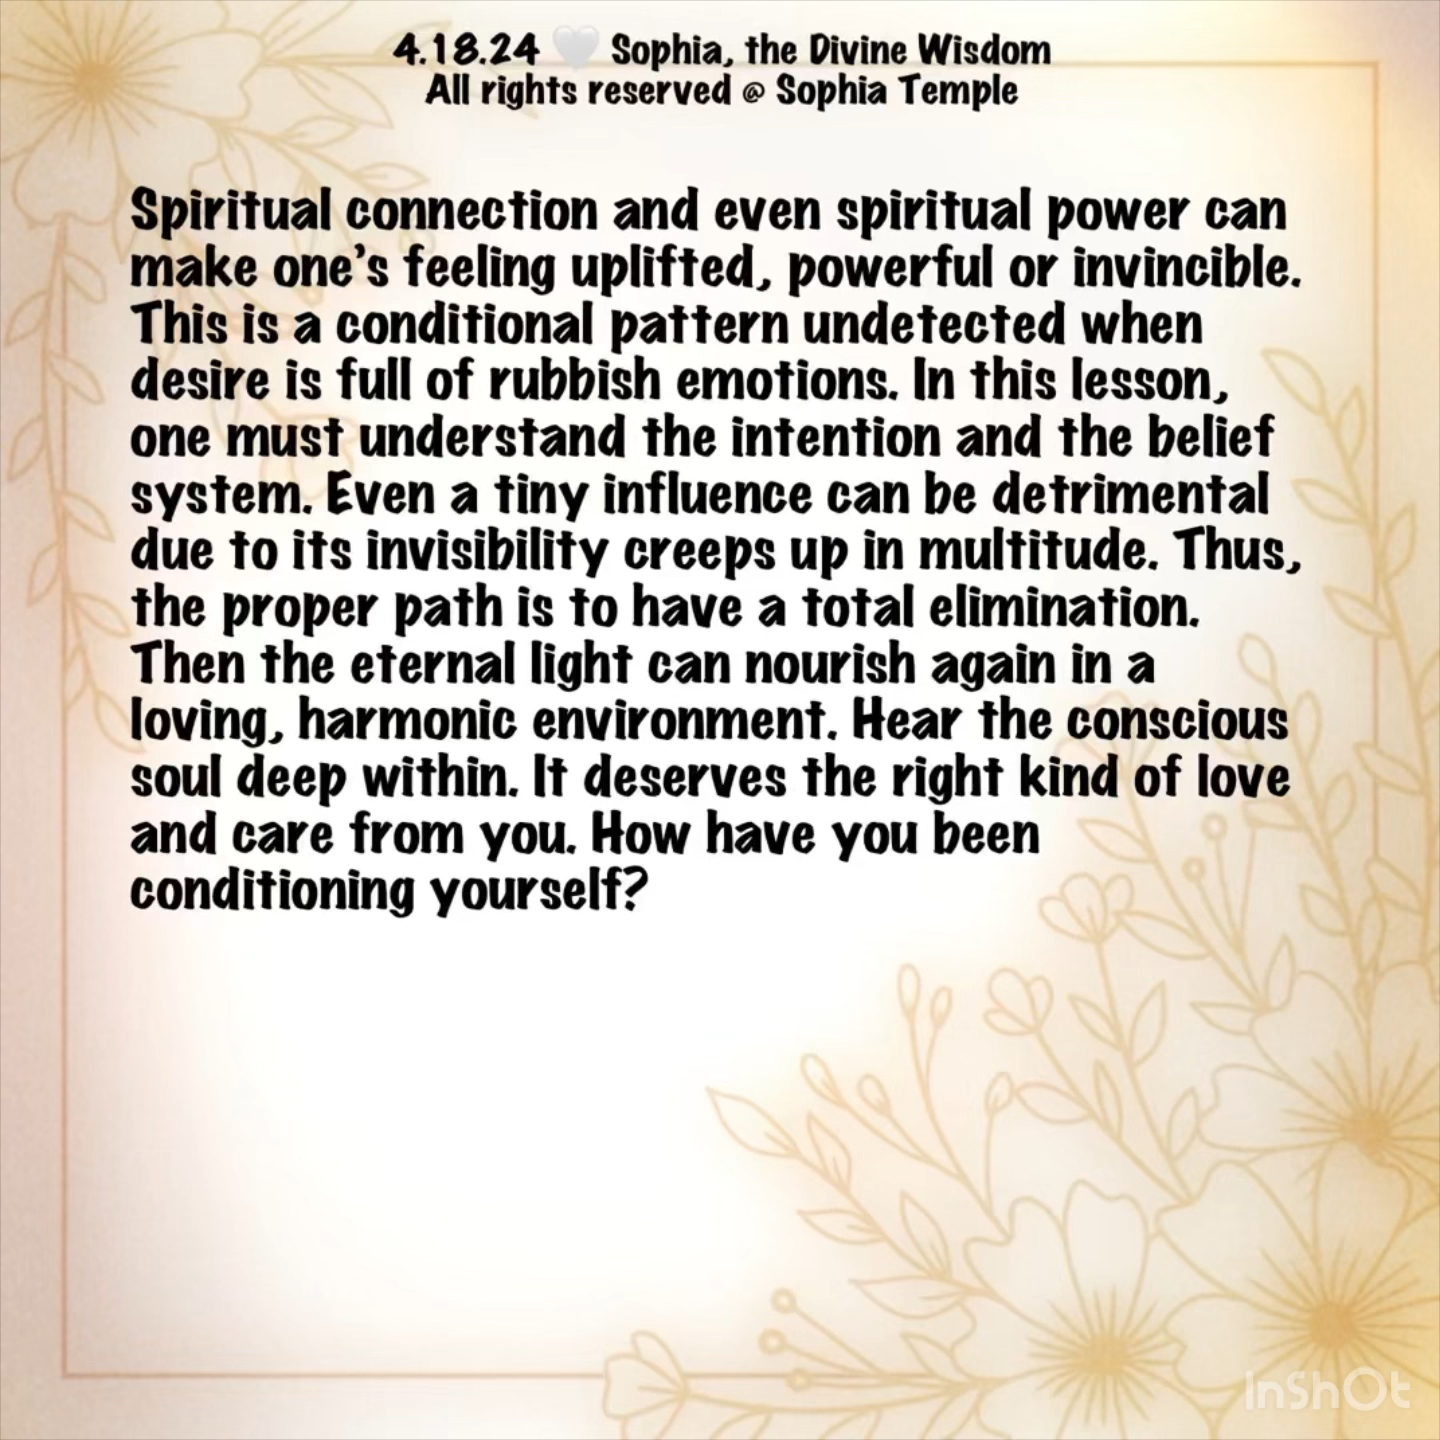 4.18.24 🤍 Sophia, the Divine Wisdom
All rights reserved @ Sophia Temple
Spiritual connection and even spiritual power can
make one's feeling uplifted, powerful or invincible.
This is a conditional pattern undetected when
desire is full of rubbish emotions. In this lesson,
one must understand the intention and the belief
system. Even a tiny influence can be detrimental
due to its invisibility creeps up in multitude. Thus,
the proper path is to have a total elimination.
Then the eternal light can nourish again in a
loving, harmonic environment. Hear the conscious
soul deep within. It deserves the right kind of love
and care from you. How have you been
conditioning yourself?
InShOt